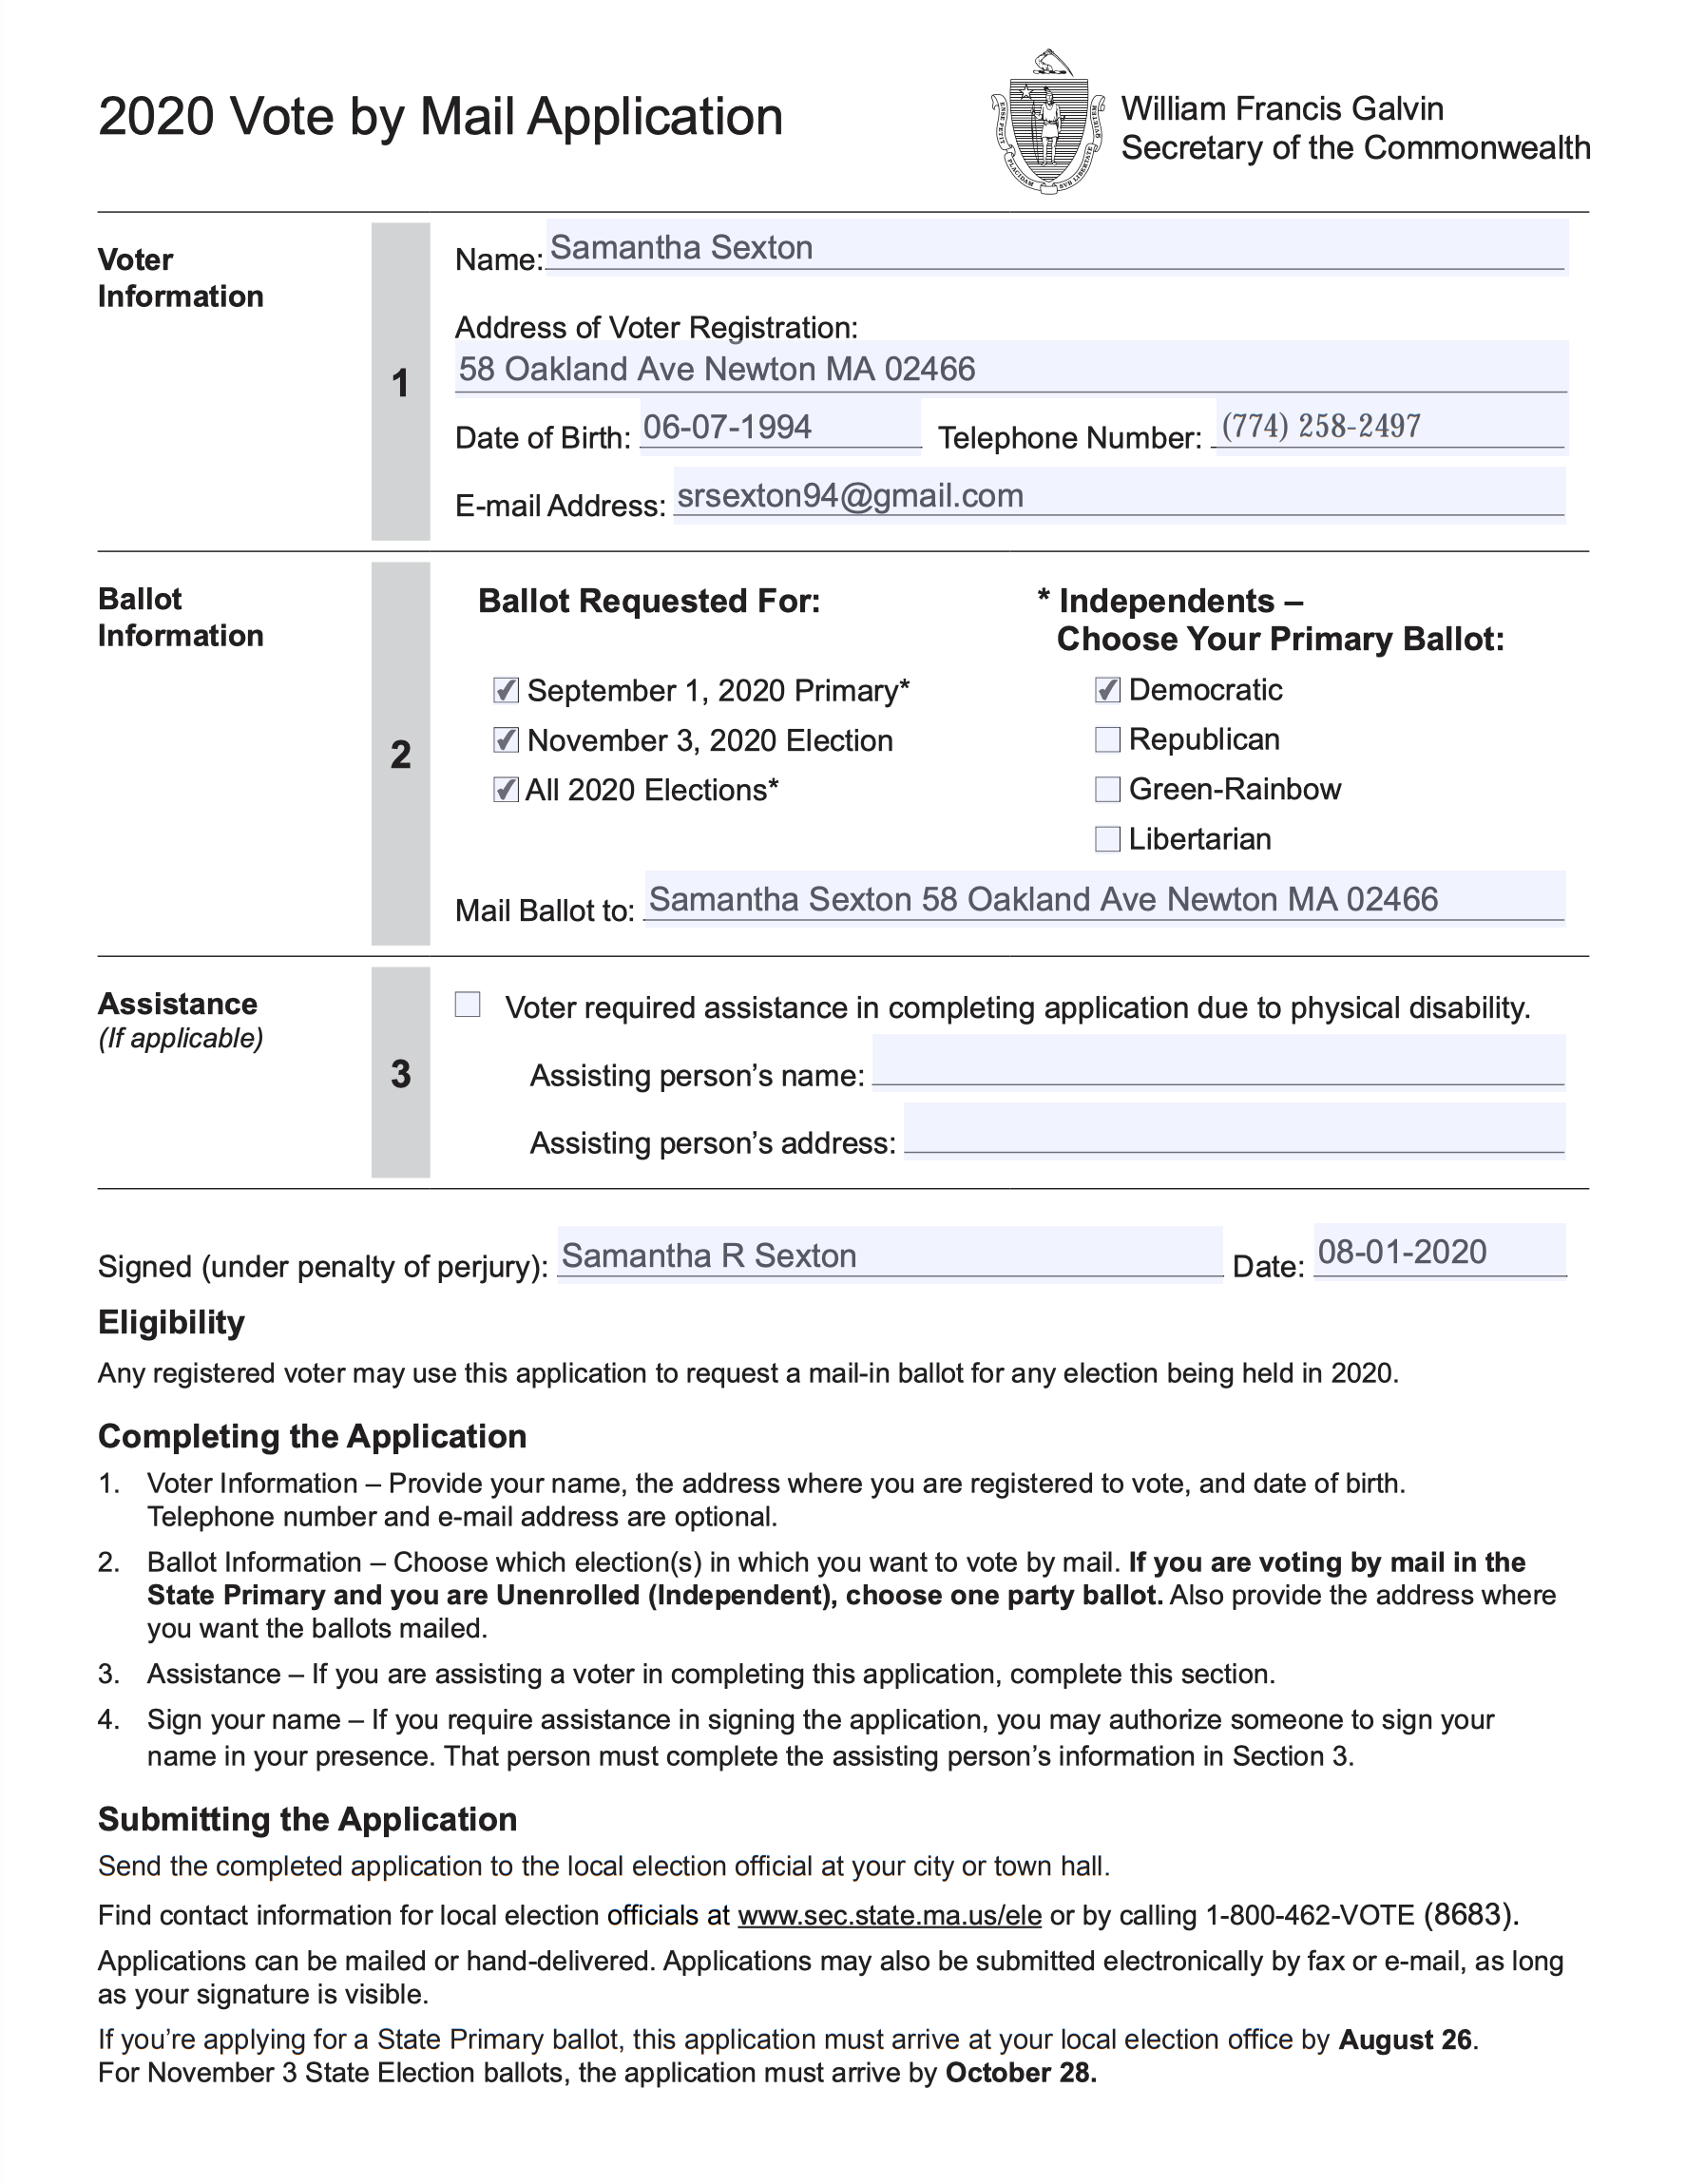 2020 Vote by Mail Application
William Francis Galvin
Secretary of the Commonwealth
Voter
Information
1
Name: Samantha Sexton
Address of Voter Registration:
58 Oakland Ave Newton MA 02466
Date of Birth: 06-07-1994 Telephone Number: (774) 258-2497
E-mail Address: srsexton94@gmail.com
Ballot
Information
2
Ballot Requested For:
✔ September 1, 2020 Primary*
✔ November 3, 2020 Election
✔ All 2020 Elections*
* Independents –
Choose Your Primary Ballot:
✔ Democratic
Republican
Green-Rainbow
Libertarian
Mail Ballot to: Samantha Sexton 58 Oakland Ave Newton MA 02466
Assistance
(If applicable)
3
Voter required assistance in completing application due to physical disability.
Assisting person's name:
Assisting person's address:
Signed (under penalty of perjury): Samantha R Sexton Date: 08-01-2020
Eligibility
Any registered voter may use this application to request a mail-in ballot for any election being held in 2020.
Completing the Application
1. Voter Information – Provide your name, the address where you are registered to vote, and date of birth.
Telephone number and e-mail address are optional.
2. Ballot Information – Choose which election(s) in which you want to vote by mail. If you are voting by mail in the
State Primary and you are Unenrolled (Independent), choose one party ballot. Also provide the address where
you want the ballots mailed.
3. Assistance – If you are assisting a voter in completing this application, complete this section.
4. Sign your name – If you require assistance in signing the application, you may authorize someone to sign your
name in your presence. That person must complete the assisting person's information in Section 3.
Submitting the Application
Send the completed application to the local election official at your city or town hall.
Find contact information for local election officials at www.sec.state.ma.us/ele or by calling 1-800-462-VOTE (8683).
Applications can be mailed or hand-delivered. Applications may also be submitted electronically by fax or e-mail, as long
as your signature is visible.
If you're applying for a State Primary ballot, this application must arrive at your local election office by August 26.
For November 3 State Election ballots, the application must arrive by October 28.